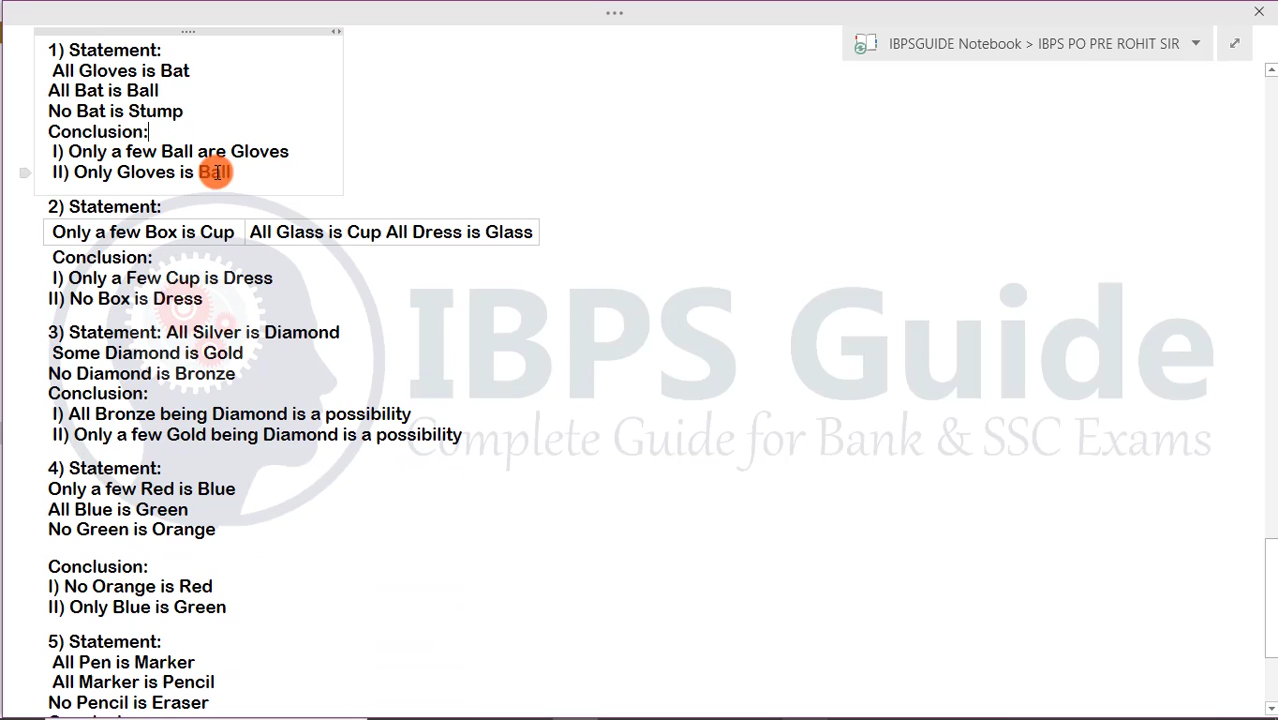 IBPSGUIDE Notebook > IBPS PO PRE ROHIT SIR
1) Statement:
All Gloves is Bat
All Bat is Ball
No Bat is Stump
Conclusion:
I) Only a few Ball are Gloves
II) Only Gloves is Ball
2) Statement:
Only a few Box is Cup All Glass is Cup All Dress is Glass
Conclusion:
I) Only a Few Cup is Dress
II) No Box is Dress
3) Statement: All Silver is Diamond
Some Diamond is Gold
No Diamond is Bronze
Conclusion:
I) All Bronze being Diamond is a possibility
II) Only a few Gold being Diamond is a possibility
4) Statement:
Only a few Red is Blue
All Blue is Green
No Green is Orange
Conclusion:
I) No Orange is Red
II) Only Blue is Green
5) Statement:
All Pen is Marker
All Marker is Pencil
No Pencil is Eraser
IBPS Guide
Complete Guide for Bank & SSC Exams